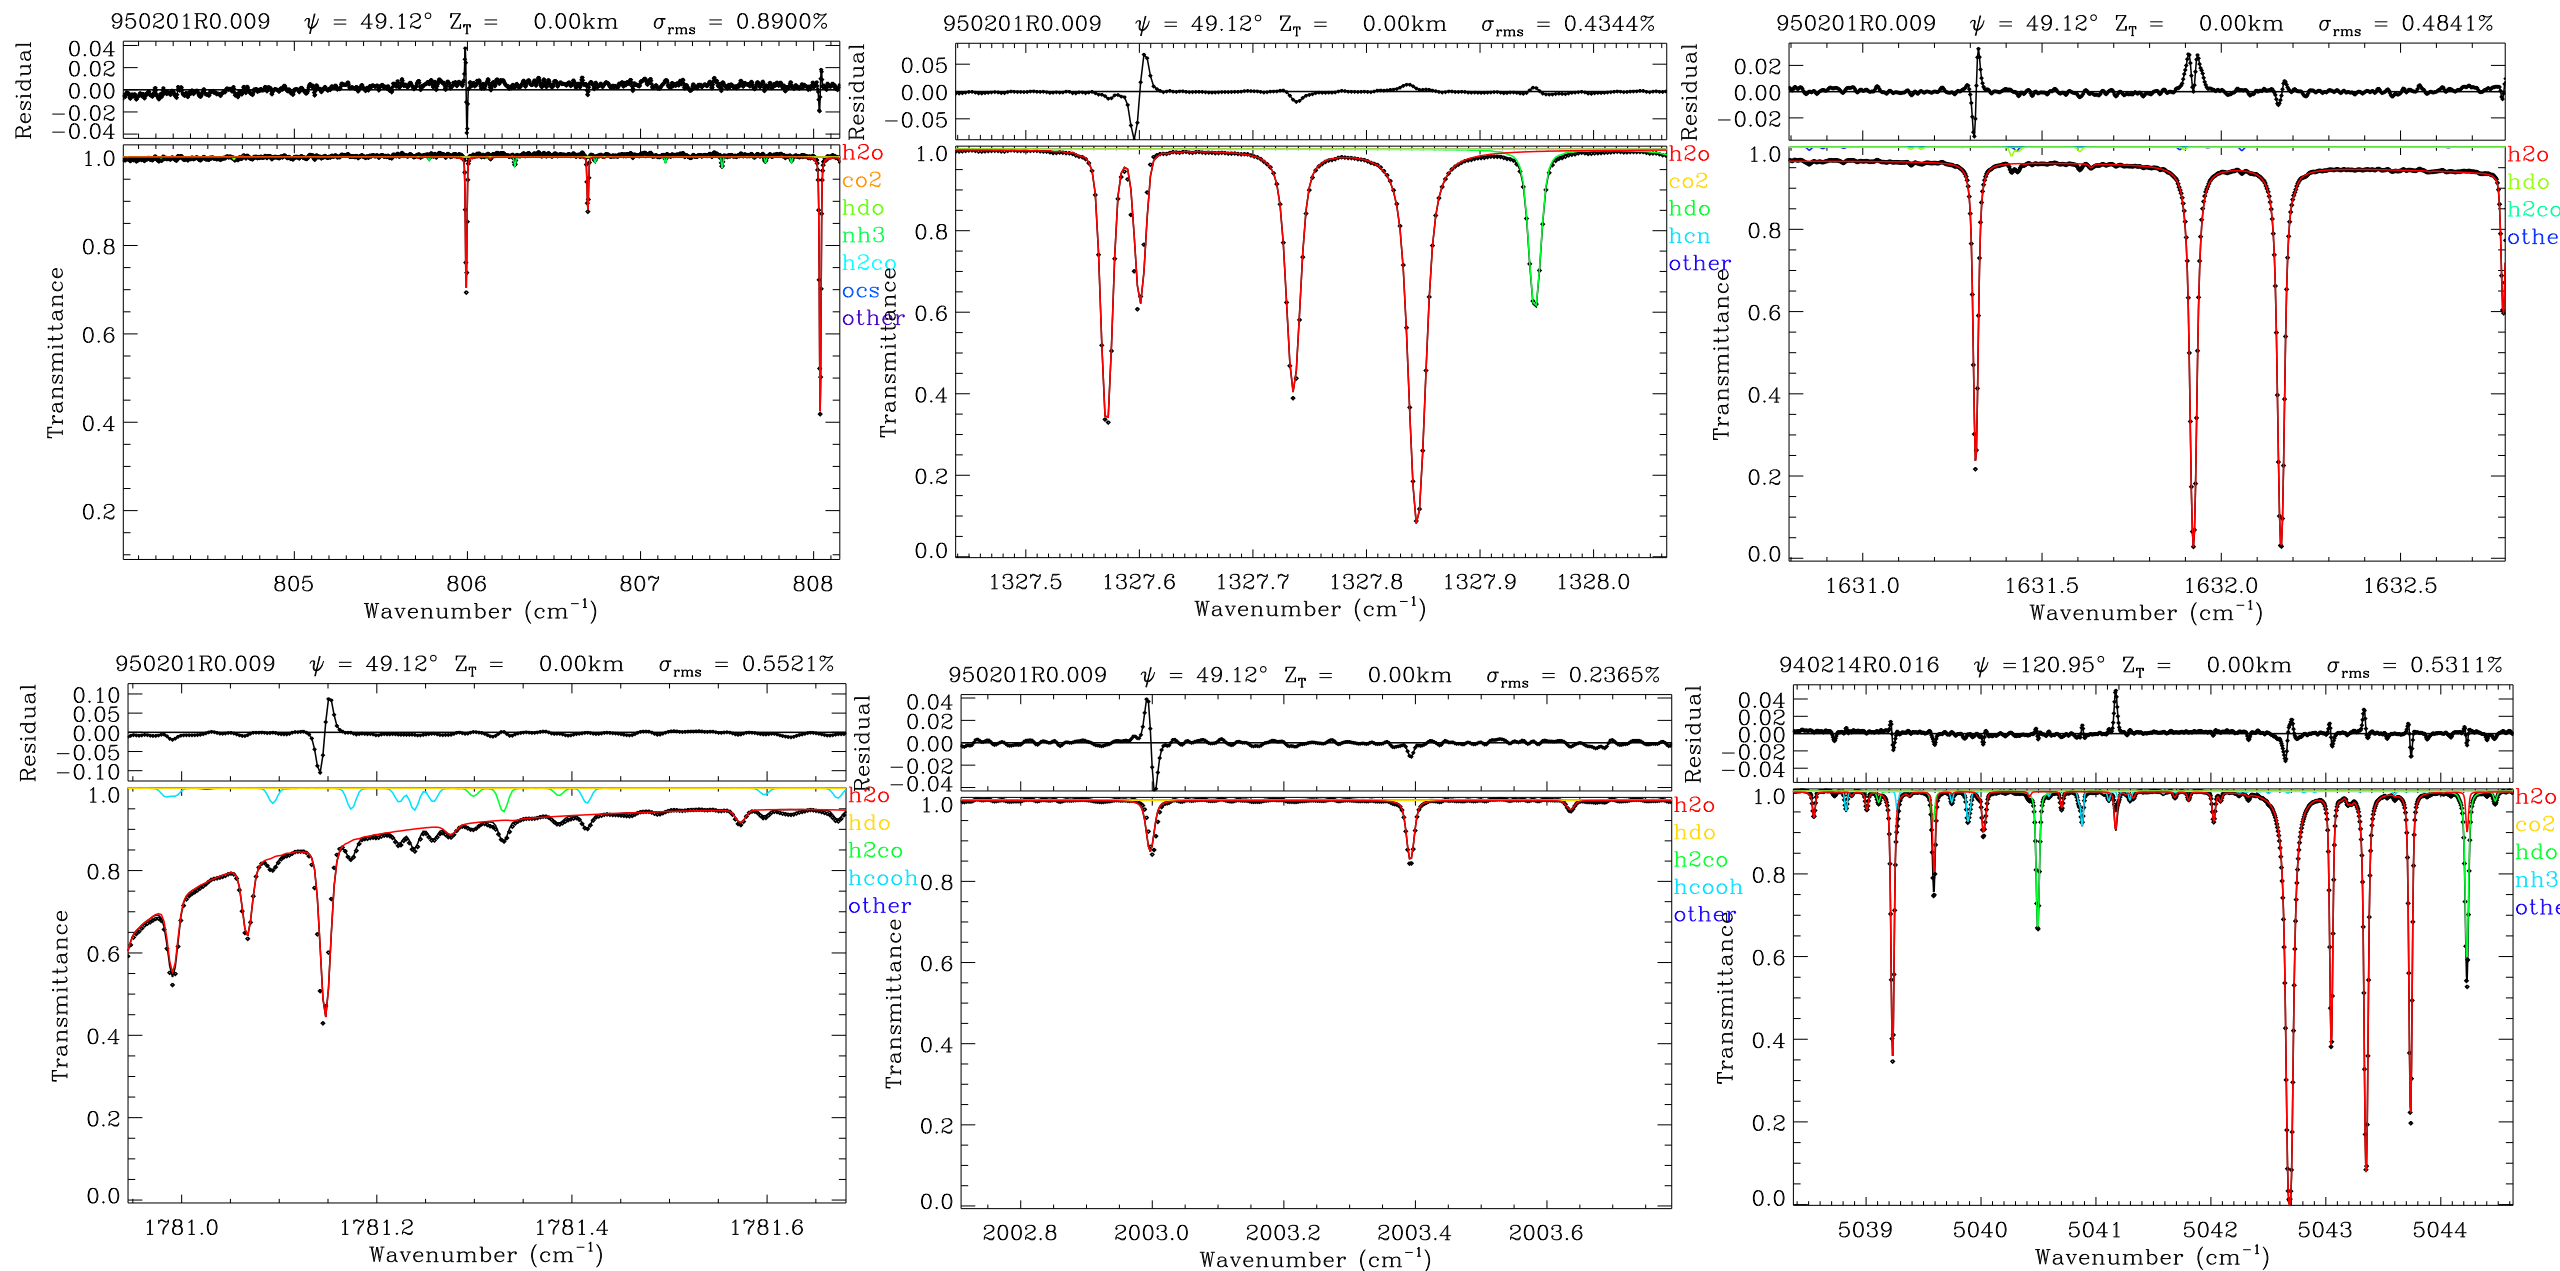 950201R0.009 ψ = 49.12° Z_T = 0.00km σ_rms = 0.8900%
Residual
0.04
0.02
0.00
−0.02
−0.04
1.0
0.8
0.6
0.4
0.2
Transmittance
h2o
co2
hdo
nh3
h2co
ocs
other
805 806 807 808
Wavenumber (cm⁻¹)
950201R0.009 ψ = 49.12° Z_T = 0.00km σ_rms = 0.4344%
Residual
0.05
0.00
−0.05
1.0
0.8
0.6
0.4
0.2
0.0
Transmittance
h2o
co2
hdo
hcn
other
1327.5 1327.6 1327.7 1327.8 1327.9 1328.0
Wavenumber (cm⁻¹)
950201R0.009 ψ = 49.12° Z_T = 0.00km σ_rms = 0.4841%
Residual
0.02
0.00
−0.02
1.0
0.8
0.6
0.4
0.2
0.0
Transmittance
h2o
hdo
h2co
othe
1631.0 1631.5 1632.0 1632.5
Wavenumber (cm⁻¹)
950201R0.009 ψ = 49.12° Z_T = 0.00km σ_rms = 0.5521%
Residual
0.10
0.05
0.00
−0.05
−0.10
1.0
0.8
0.6
0.4
0.2
0.0
Transmittance
h2o
hdo
h2co
hcooh
other
1781.0 1781.2 1781.4 1781.6
Wavenumber (cm⁻¹)
950201R0.009 ψ = 49.12° Z_T = 0.00km σ_rms = 0.2365%
Residual
0.04
0.02
0.00
−0.02
−0.04
1.0
0.8
0.6
0.4
0.2
0.0
Transmittance
h2o
hdo
h2co
hcooh
other
2002.8 2003.0 2003.2 2003.4 2003.6
Wavenumber (cm⁻¹)
940214R0.016 ψ =120.95° Z_T = 0.00km σ_rms = 0.5311%
Residual
0.04
0.02
0.00
−0.02
−0.04
1.0
0.8
0.6
0.4
0.2
0.0
Transmittance
h2o
co2
hdo
nh3
othe
5039 5040 5041 5042 5043 5044
Wavenumber (cm⁻¹)